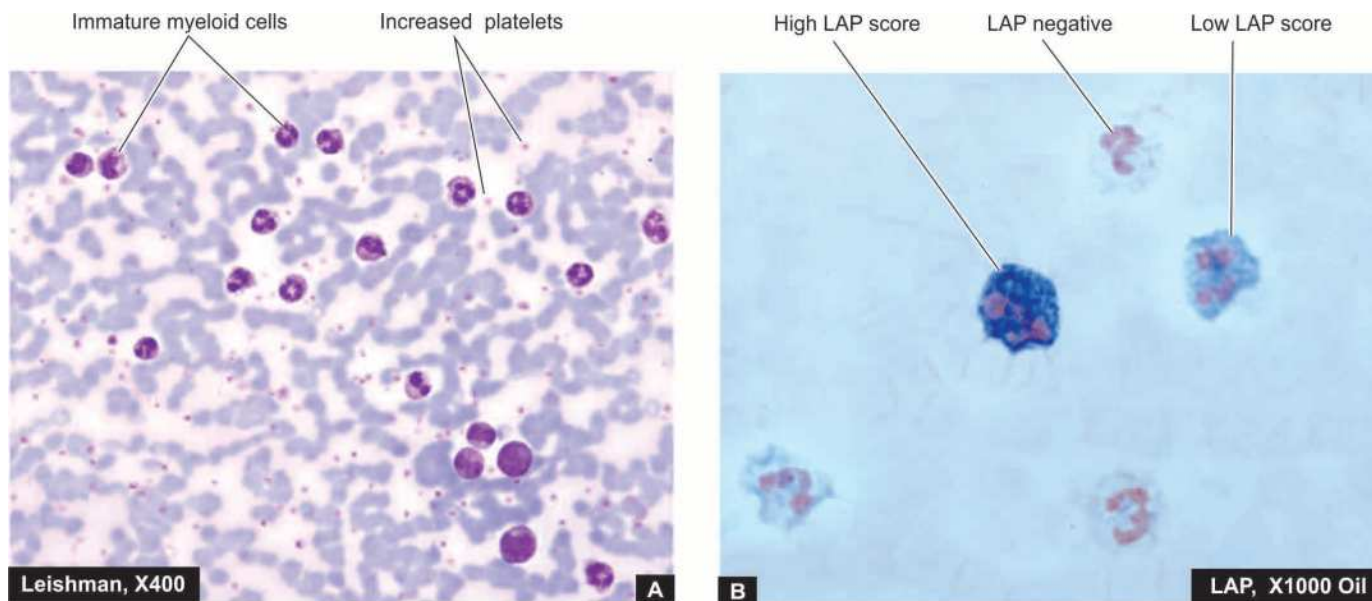 Immature myeloid cells
Increased platelets
High LAP score
LAP negative
Low LAP score
Leishman, X400
A
B
LAP, X1000 Oil